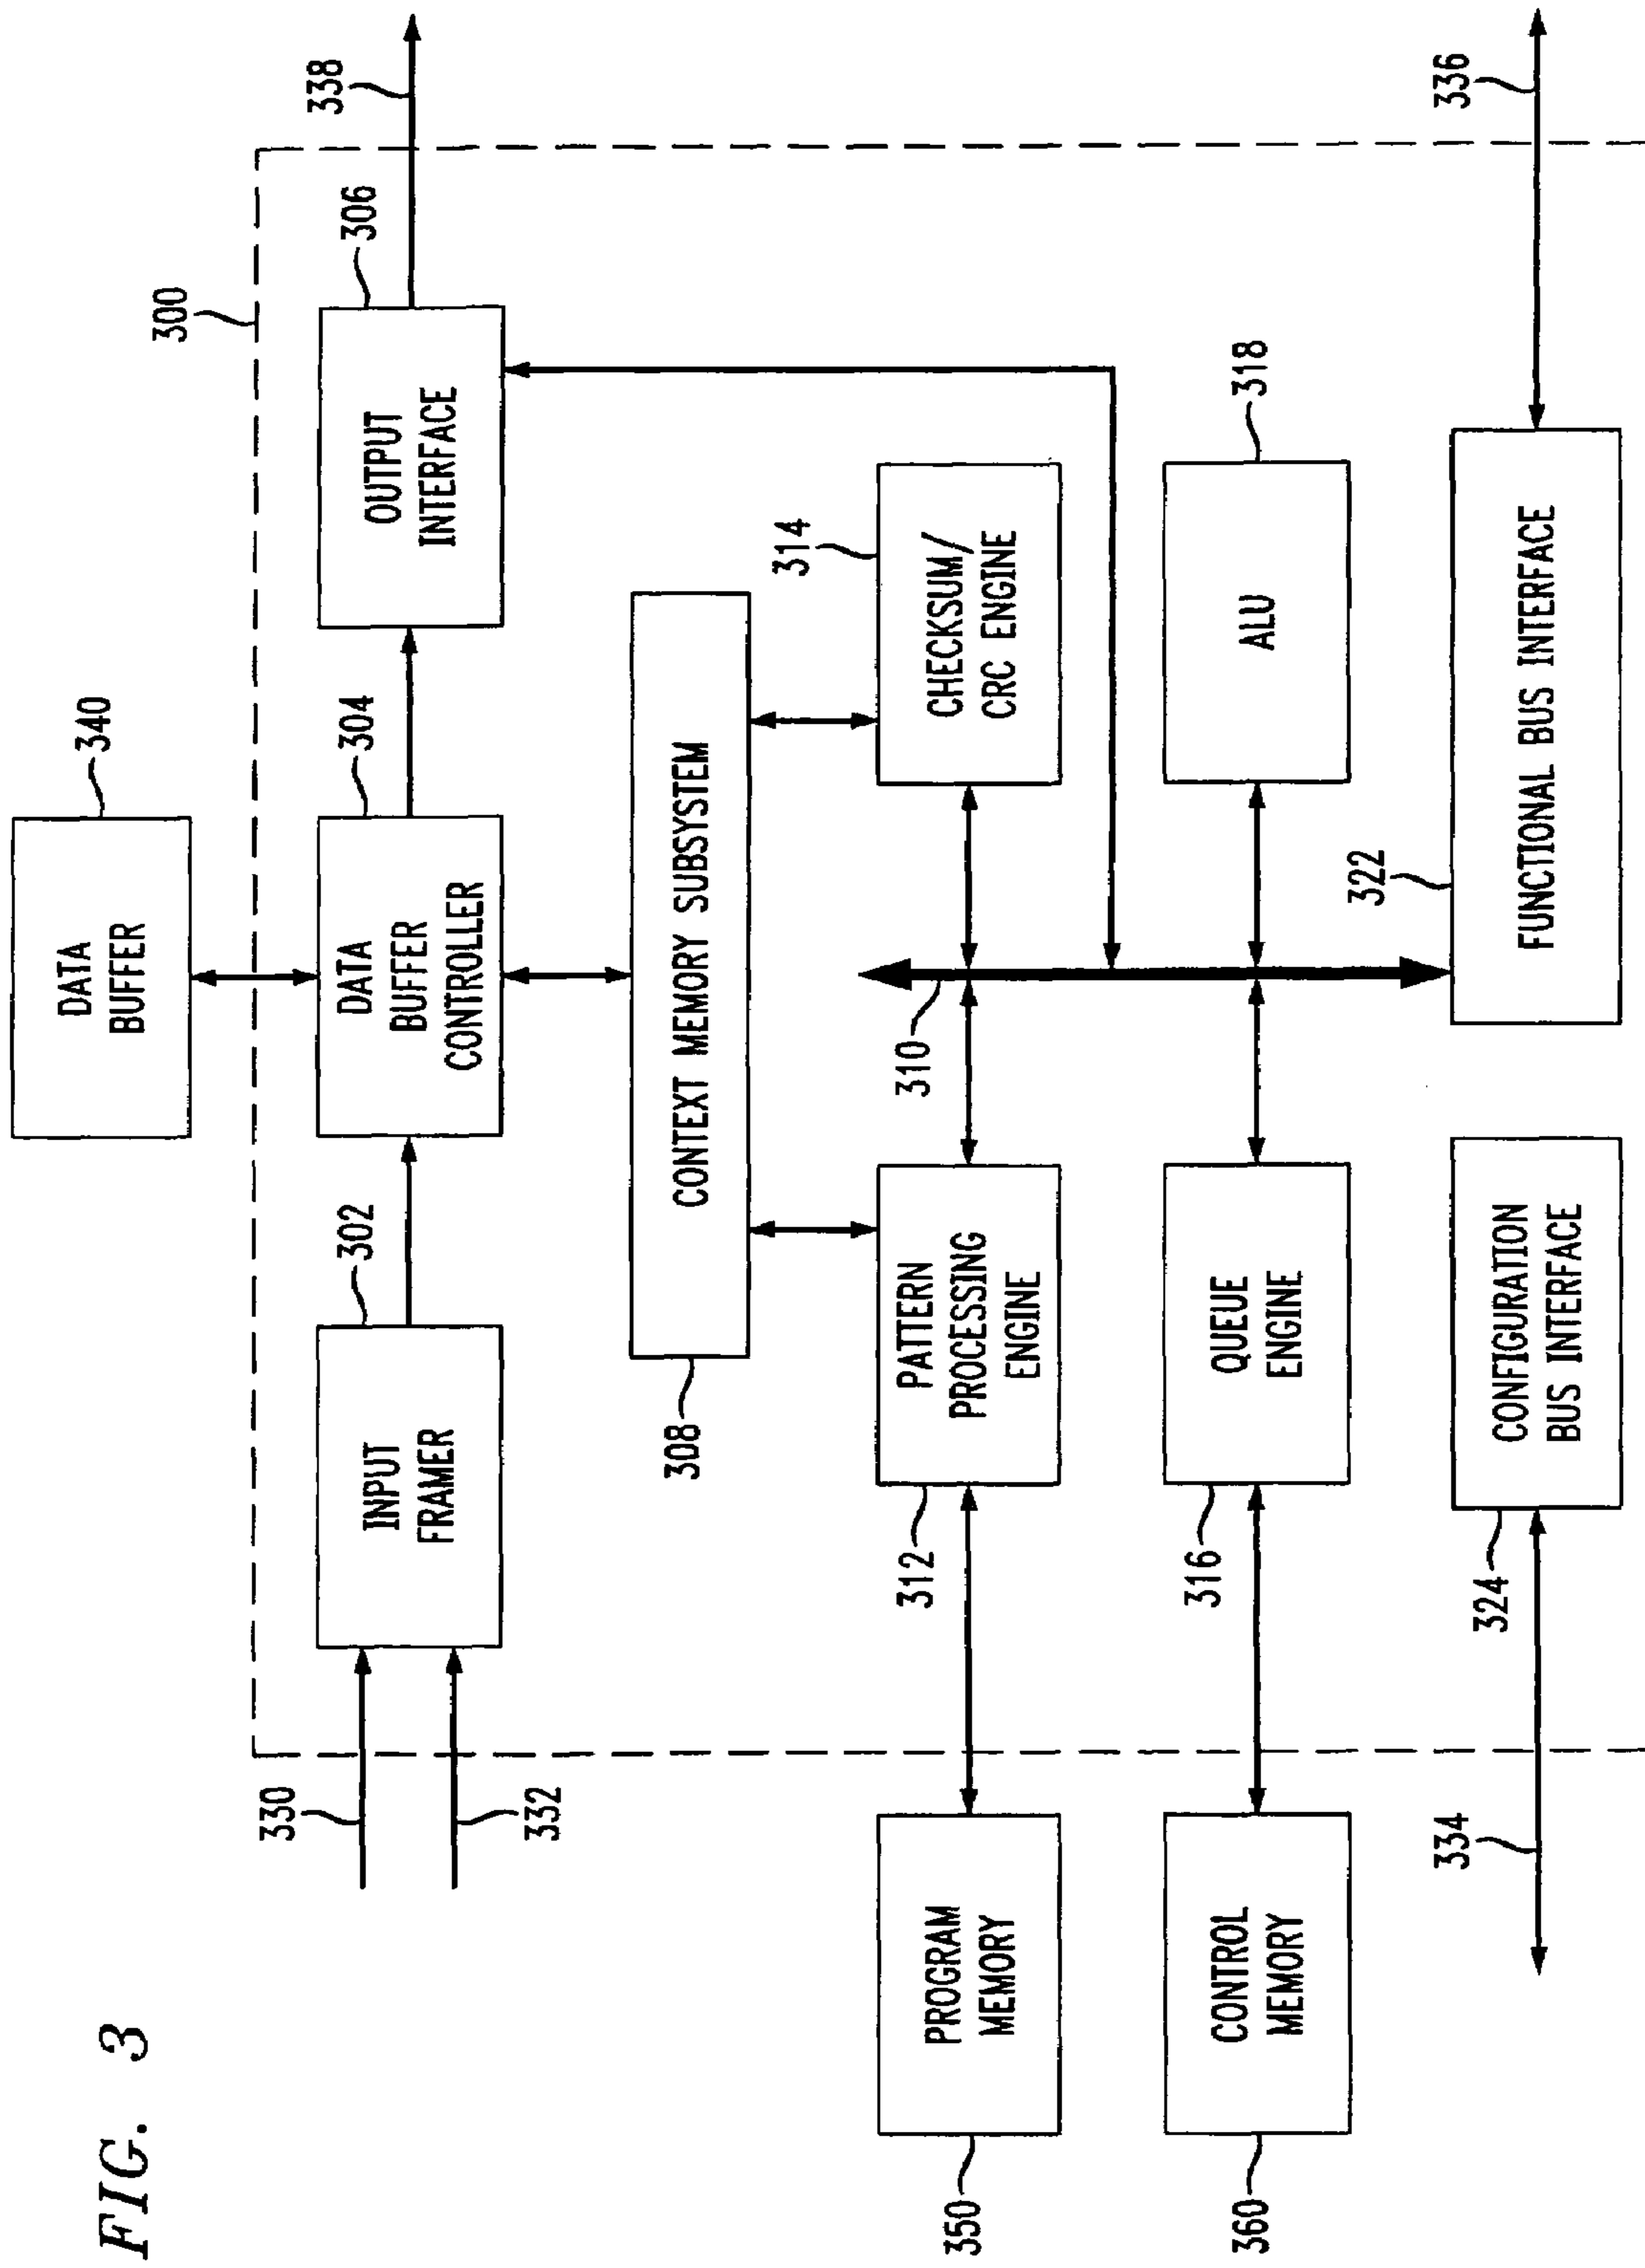 FIG. 3
340
DATA
BUFFER
300
338
302
304
306
330
332
INPUT
FRAMER
DATA
BUFFER
CONTROLLER
OUTPUT
INTERFACE
308
CONTEXT MEMORY SUBSYSTEM
314
350
PROGRAM
MEMORY
312
PATTERN
PROCESSING
ENGINE
310
CHECKSUM/
CRC ENGINE
360
CONTROL
MEMORY
316
QUEUE
ENGINE
318
ALU
334
324
CONFIGURATION
BUS INTERFACE
322
FUNCTIONAL BUS INTERFACE
336